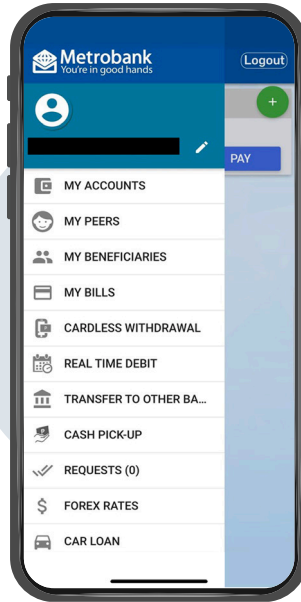 Metrobank
You're in good hands
Logout
+
PAY
MY ACCOUNTS
MY PEERS
MY BENEFICIARIES
MY BILLS
CARDLESS WITHDRAWAL
REAL TIME DEBIT
TRANSFER TO OTHER BA...
CASH PICK-UP
REQUESTS (0)
FOREX RATES
CAR LOAN